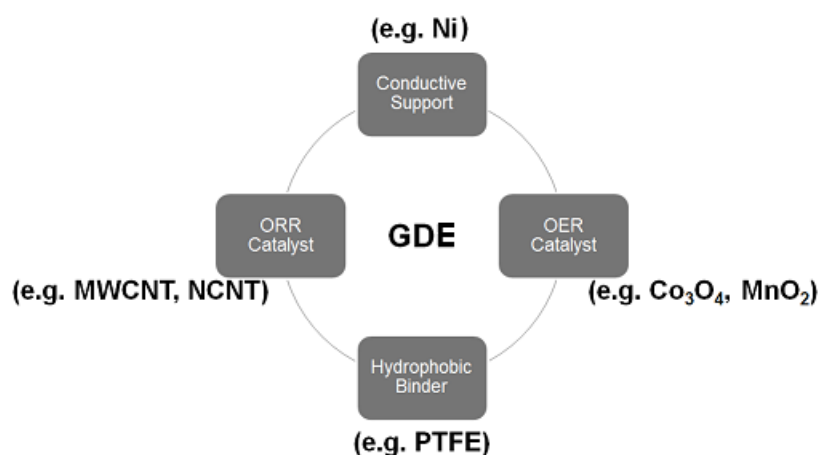 (e.g. Ni)
Conductive
Support
ORR
Catalyst
GDE
OER
Catalyst
(e.g. MWCNT, NCNT)
(e.g. Co₃O₄, MnO₂)
Hydrophobic
Binder
(e.g. PTFE)